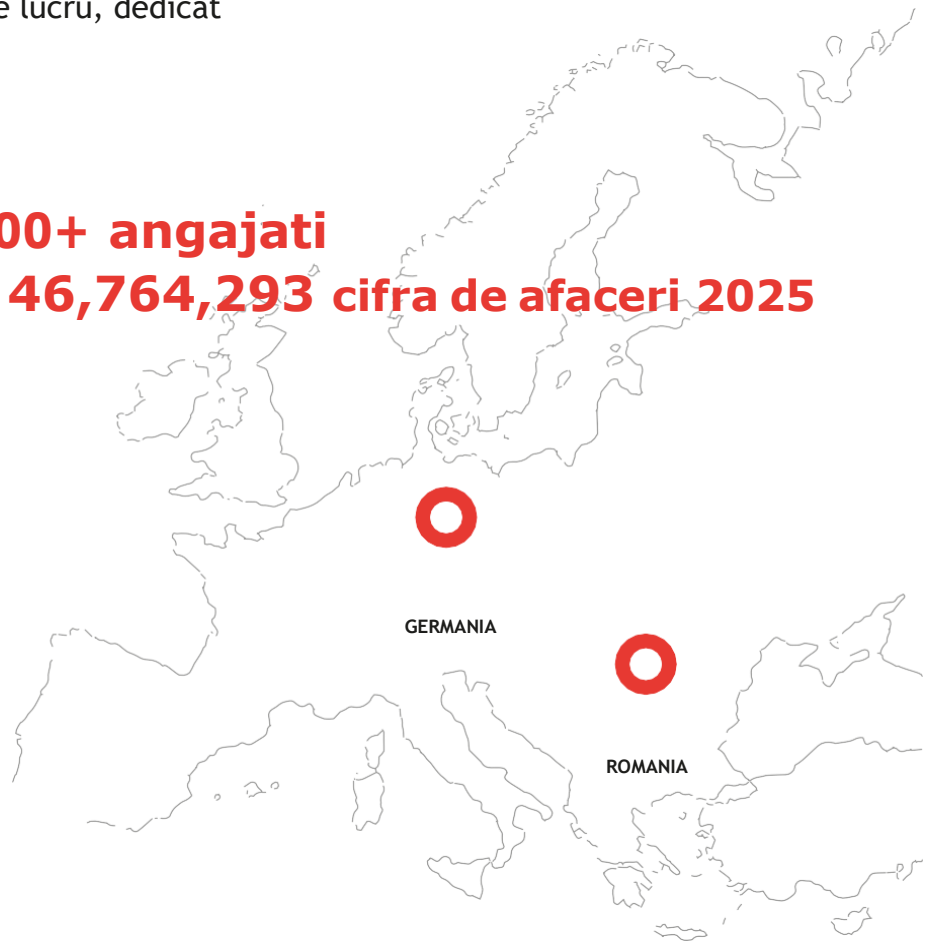 e lucru, dedicat
00+ angajati
46,764,293 cifra de afaceri 2025
GERMANIA
ROMANIA